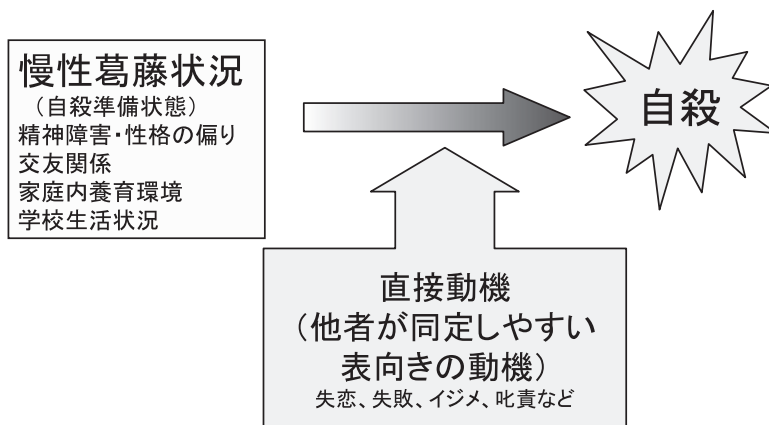 慢性葛藤状況
（自殺準備状態）
精神障害・性格の偏り
交友関係
家庭内養育環境
学校生活状況
自殺
直接動機
（他者が同定しやすい
表向きの動機）
失恋、失敗、イジメ、叱責など